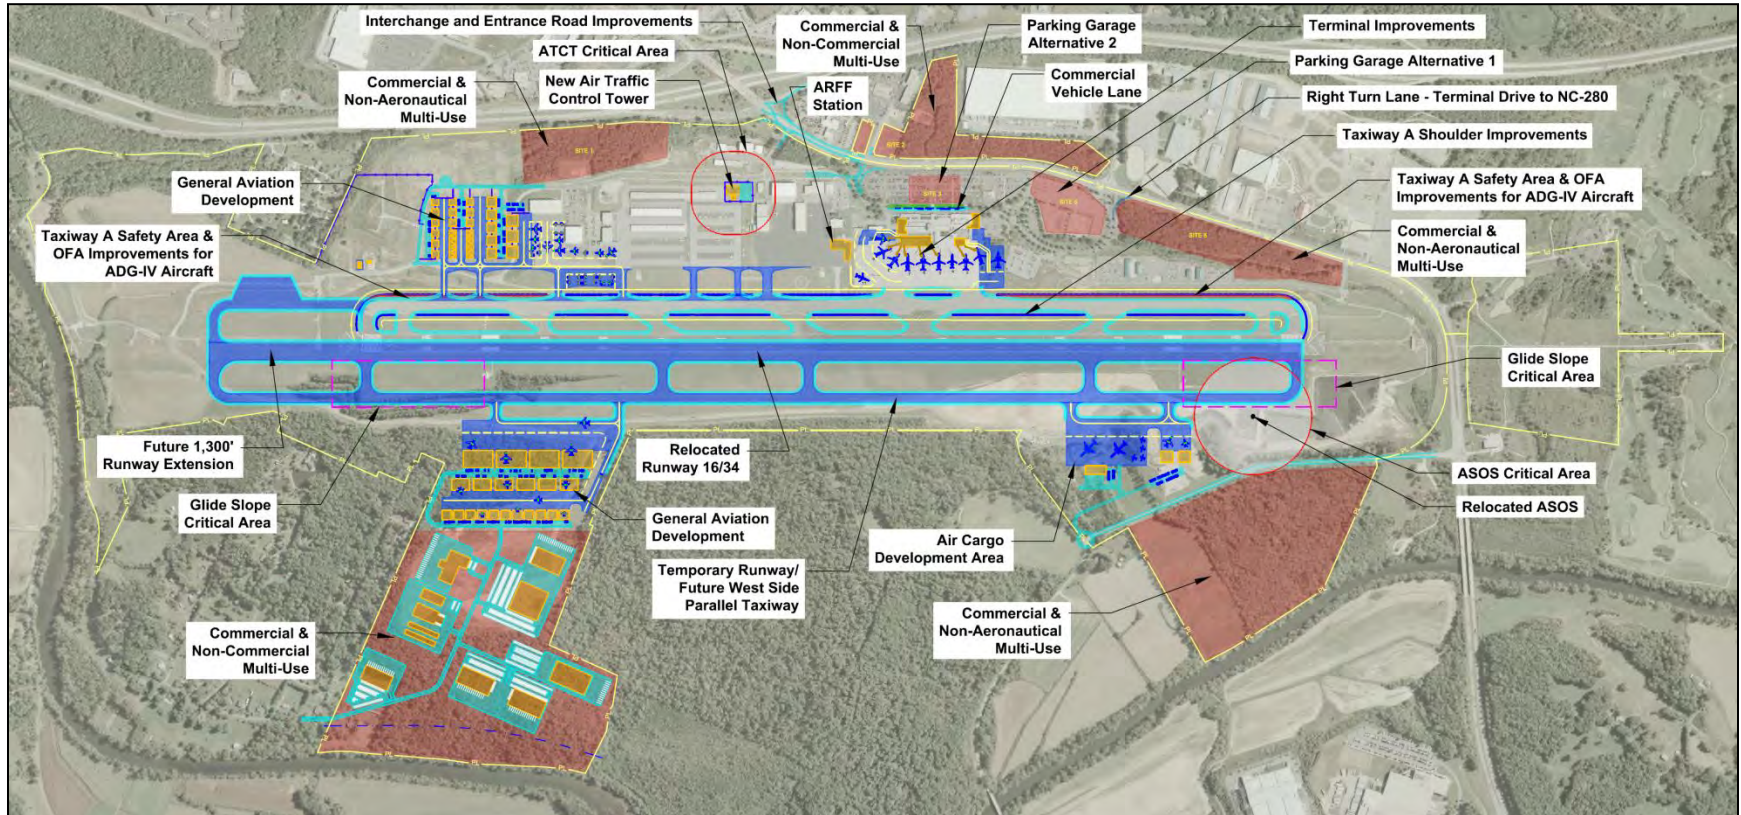 Interchange and Entrance Road Improvements
ATCT Critical Area
Commercial &
Non-Aeronautical
Multi-Use
New Air Traffic
Control Tower
ARFF
Station
Commercial &
Non-Commercial
Multi-Use
Parking Garage
Alternative 2
Commercial
Vehicle Lane
Terminal Improvements
Parking Garage Alternative 1
Right Turn Lane - Terminal Drive to NC-280
Taxiway A Shoulder Improvements
Taxiway A Safety Area & OFA
Improvements for ADG-IV Aircraft
Commercial &
Non-Aeronautical
Multi-Use
General Aviation
Development
Taxiway A Safety Area &
OFA Improvements for
ADG-IV Aircraft
Glide Slope
Critical Area
Future 1,300'
Runway Extension
Glide Slope
Critical Area
Relocated
Runway 16/34
General Aviation
Development
Temporary Runway/
Future West Side
Parallel Taxiway
Air Cargo
Development Area
ASOS Critical Area
Relocated ASOS
Commercial &
Non-Commercial
Multi-Use
Commercial &
Non-Aeronautical
Multi-Use